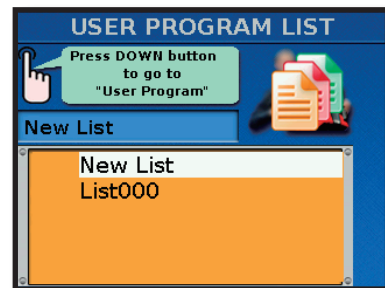 USER PROGRAM LIST
Press DOWN button
to go to
"User Program"
New List
New List
List000